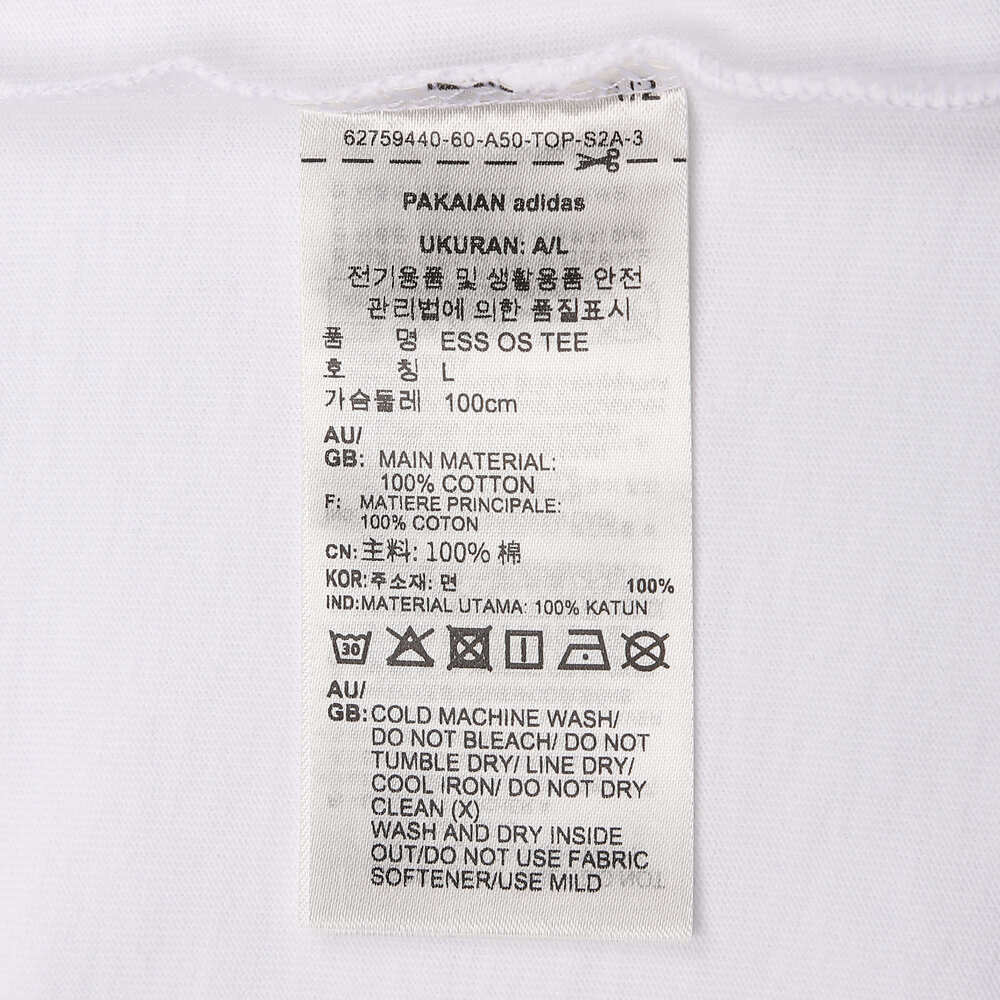 62759440-60-A50-TOP-S2A-3
PAKAIAN adidas
UKURAN: A/L
전기용품 및 생활용품 안전
관리법에 의한 품질표시
품 명 ESS OS TEE
호 칭 L
가슴둘레 100cm
AU/
GB: MAIN MATERIAL:
100% COTTON
F: MATIERE PRINCIPALE:
100% COTON
CN: 主料: 100% 棉
KOR: 주소재: 면 100%
IND: MATERIAL UTAMA: 100% KATUN
30
AU/
GB: COLD MACHINE WASH/
DO NOT BLEACH/ DO NOT
TUMBLE DRY/ LINE DRY/
COOL IRON/ DO NOT DRY
CLEAN (X)
WASH AND DRY INSIDE
OUT/DO NOT USE FABRIC
SOFTENER/USE MILD